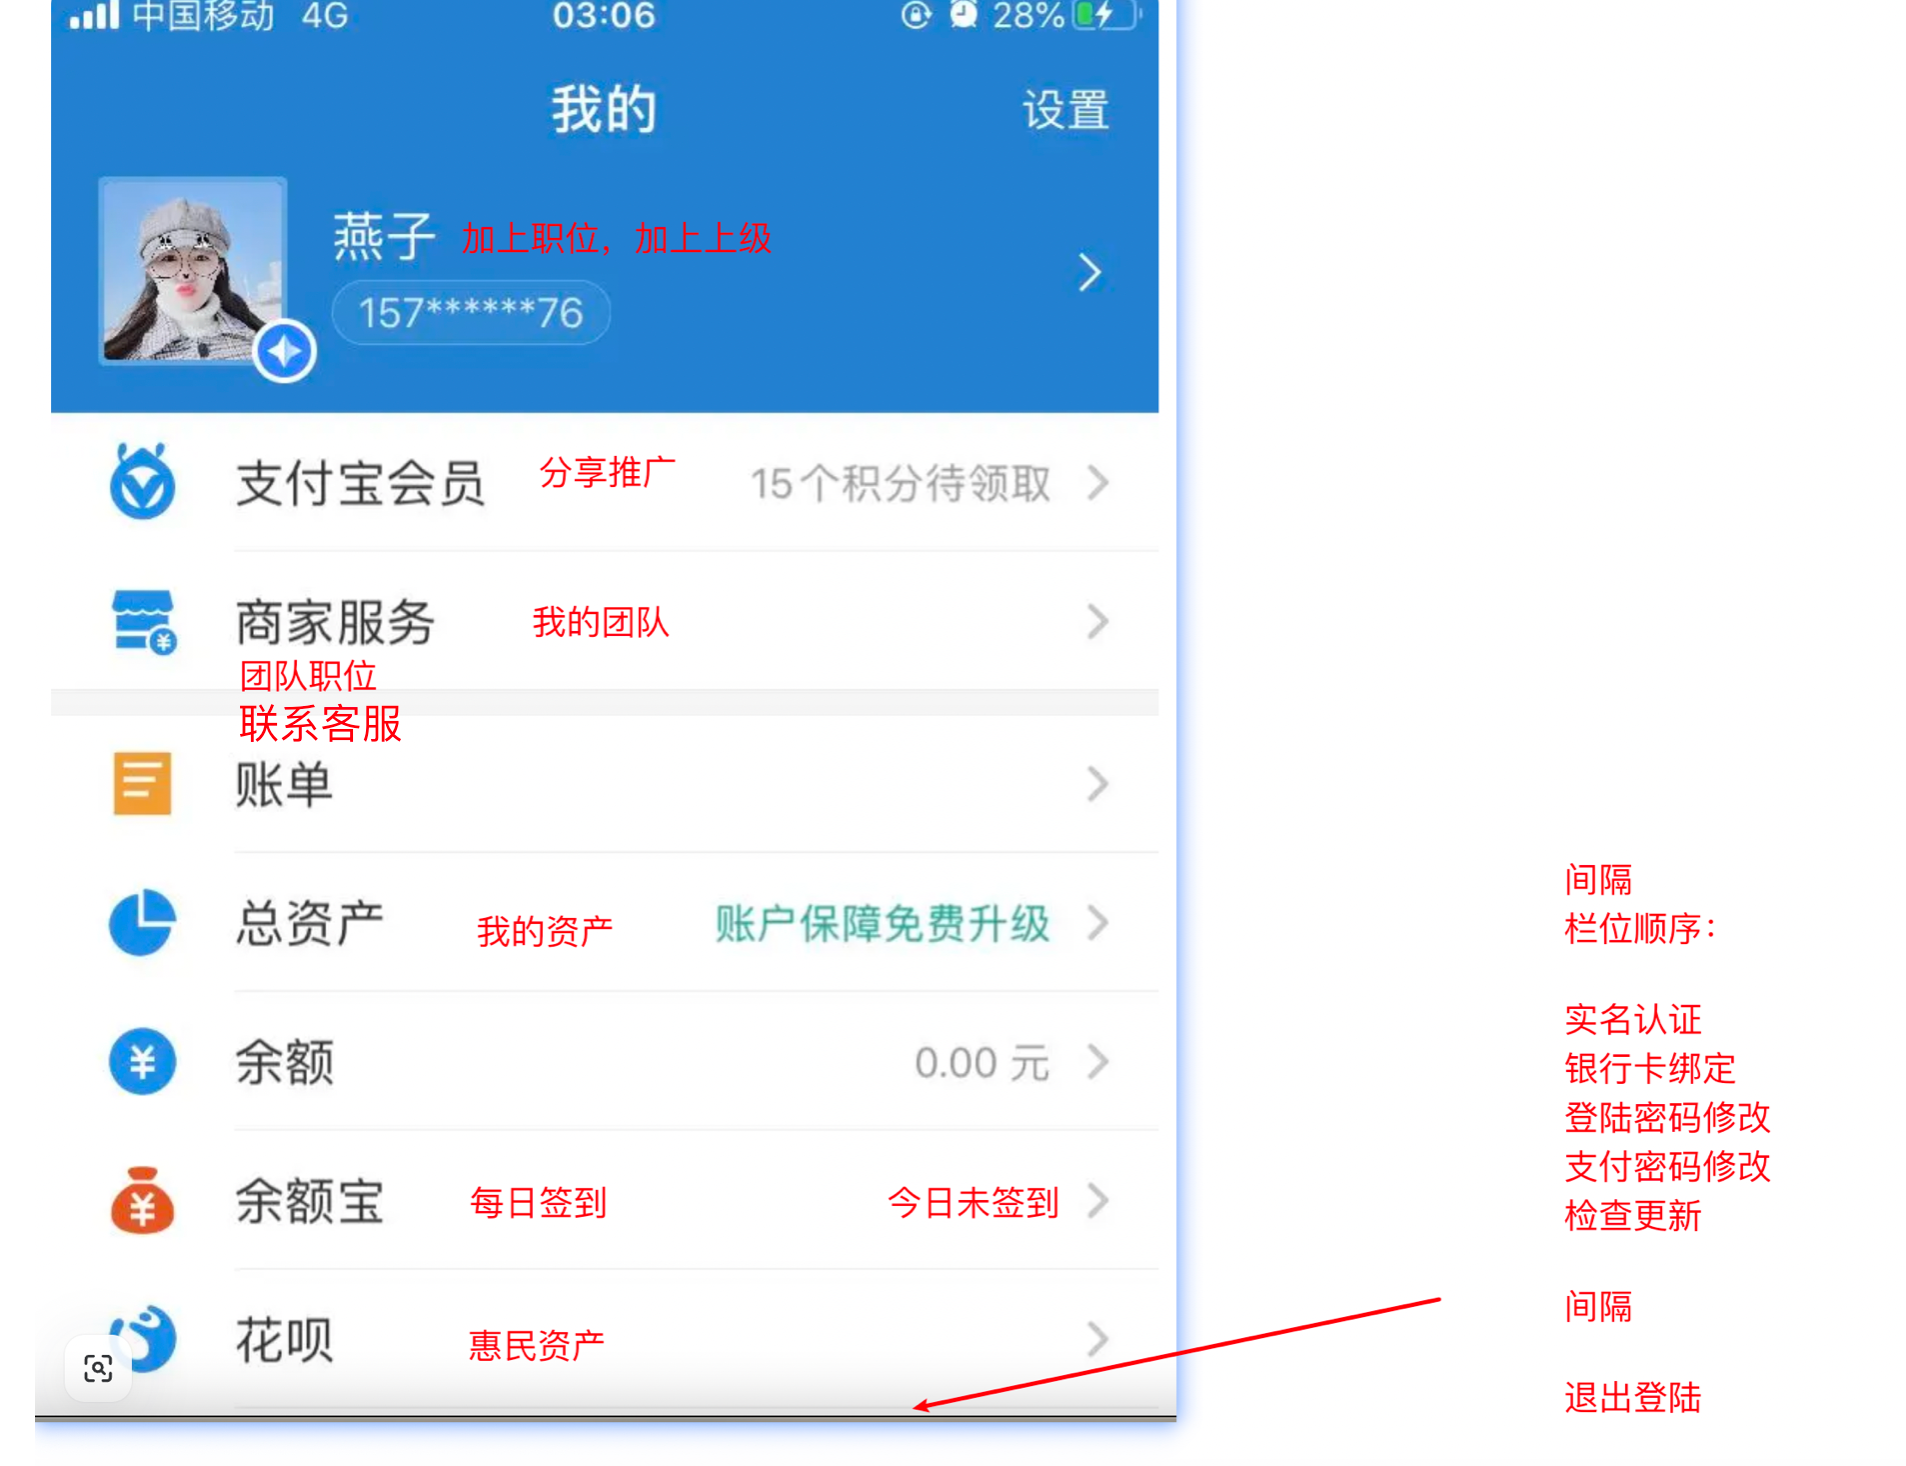 中国移动 4G 03:06 28%
我的 设置
燕子 加上职位，加上上级
157******76
支付宝会员 分享推广 15个积分待领取
商家服务 我的团队
团队职位
联系客服
账单
总资产 我的资产 账户保障免费升级
余额 0.00 元
余额宝 每日签到 今日未签到
花呗 惠民资产
间隔
栏位顺序：
实名认证
银行卡绑定
登陆密码修改
支付密码修改
检查更新
间隔
退出登陆